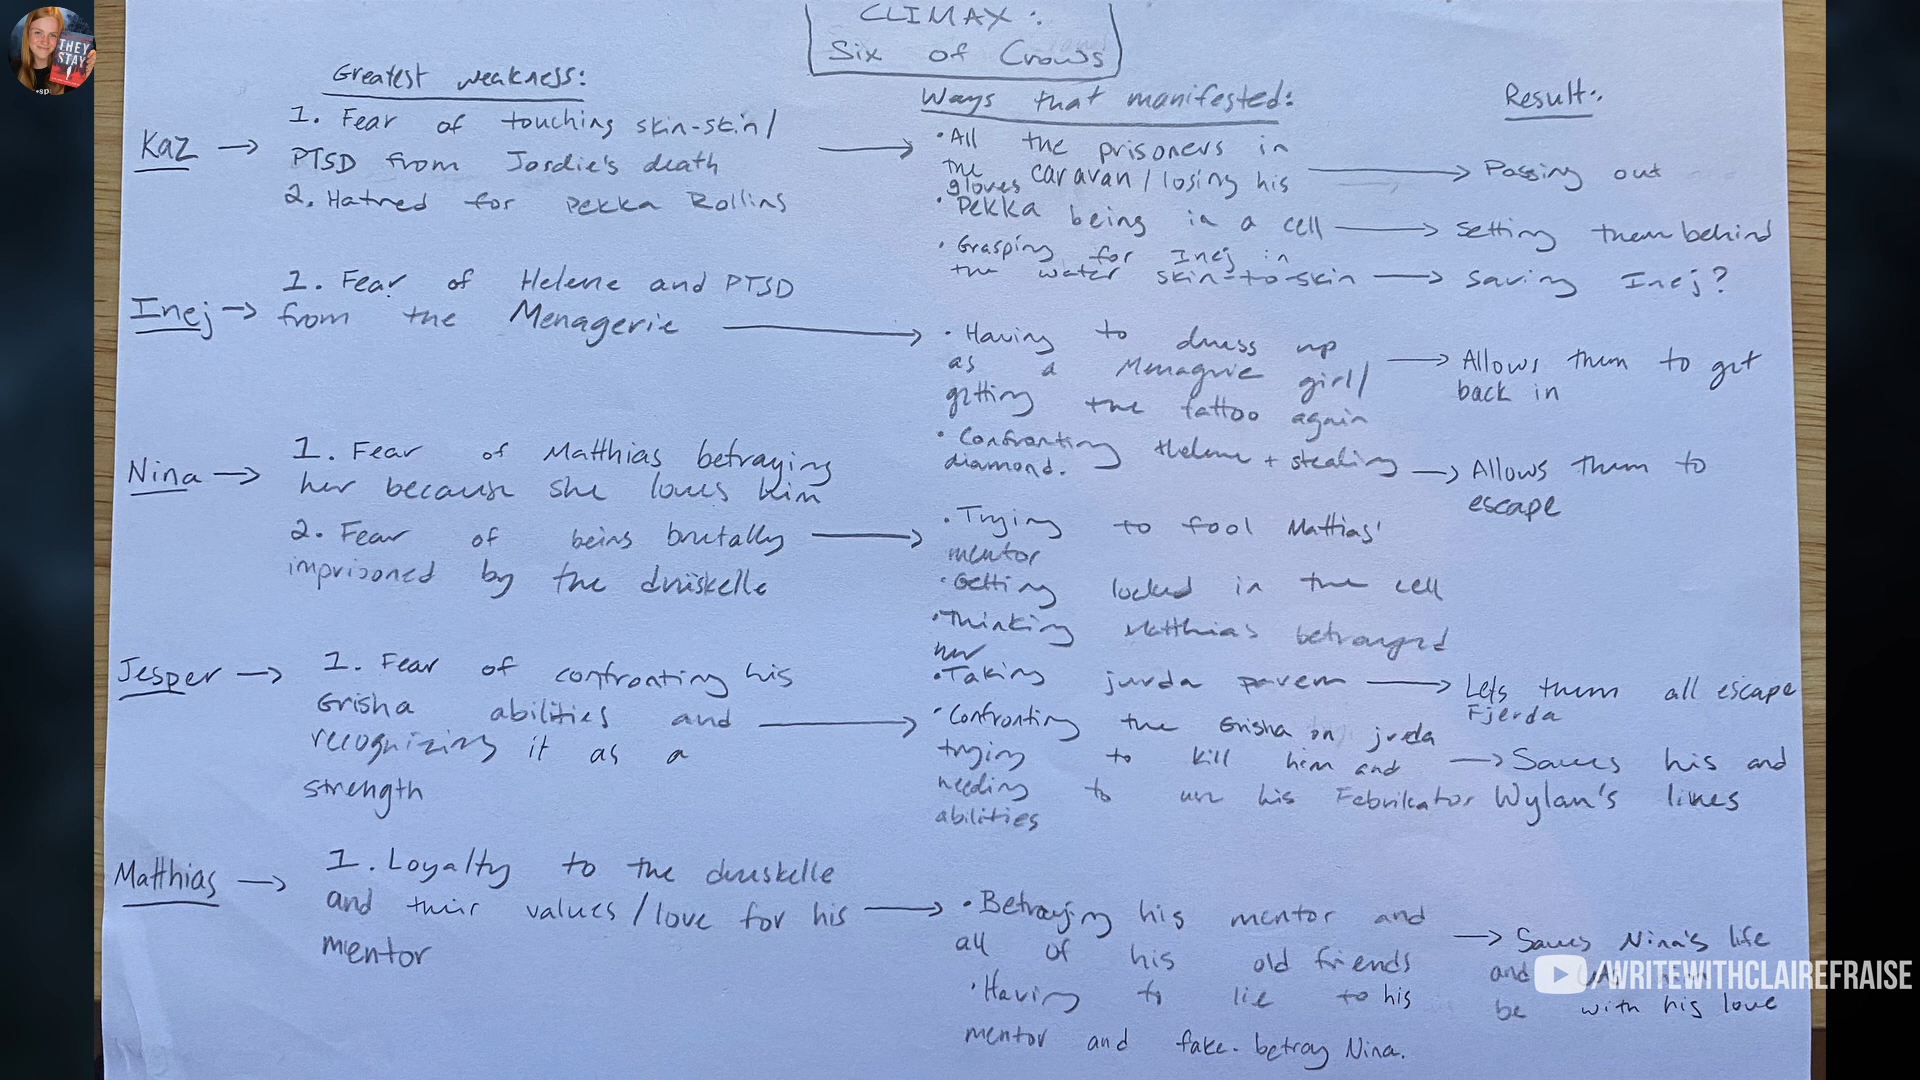 CLIMAX:
Six of Crows
Greatest weakness:
Ways that manifested:
Result:
Kaz
1. Fear of touching skin-skin/
PTSD from Jordie's death
2. Hatred for Pekka Rollins
• All the prisoners in
the caravan/losing his
gloves
Passing out
• Pekka being in a cell
Setting them behind
• Grasping for Inej in
the water skin-to-skin
Saving Inej?
Inej
1. Fear of Helene and PTSD
from the Menagerie
• Having to dress up
as a Menagerie girl/
getting the tattoo again
Allows them to get
back in
• Confronting Helene + stealing
diamond.
Allows them to
escape
Nina
1. Fear of Matthias betraying
her because she loves him
2. Fear of being brutally
imprisoned by the drüskelle
• Trying to fool Mattias'
mentor
• Getting locked in the cell
• Thinking Matthias betrayed
her
• Taking jurda parem
Lets them all escape
Fjerda
Jesper
1. Fear of confronting his
Grisha abilities and
recognizing it as a
strength
• Confronting the Grisha on jurda
trying to kill him and
needing to use his Fabrikator
abilities
Saves his and
Wylan's lives
Matthias
1. Loyalty to the druskelle
and their values/love for his
mentor
• Betraying his mentor and
all of his old friends
• Having to lie to his
mentor and fake-betray Nina.
Saves Nina's life
and
be with his love
THEY
STAY
/WRITEWITHCLAIREFRAISE